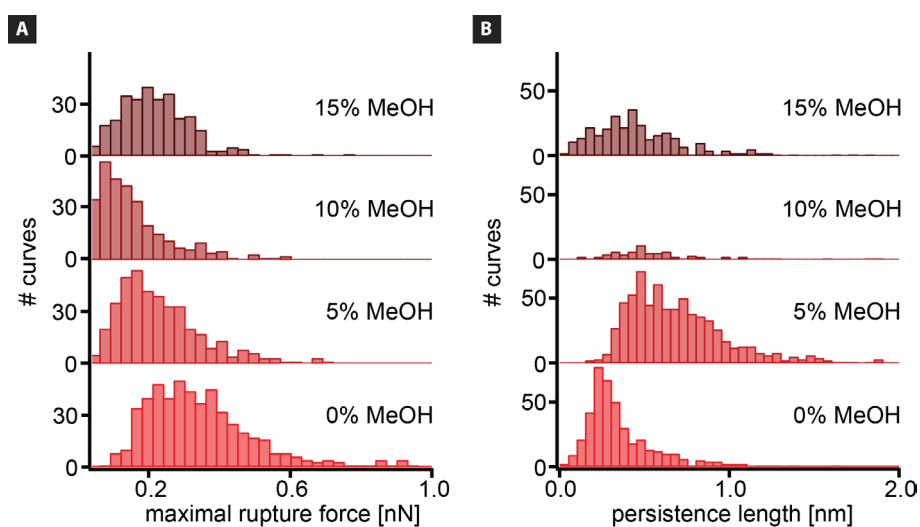 A
# curves
30
0
15% MeOH
30
0
10% MeOH
30
0
5% MeOH
30
0
0% MeOH
0.2
0.6
1.0
maximal rupture force [nN]
B
# curves
50
0
15% MeOH
50
0
10% MeOH
50
0
5% MeOH
50
0
0% MeOH
0.0
1.0
2.0
persistence length [nm]